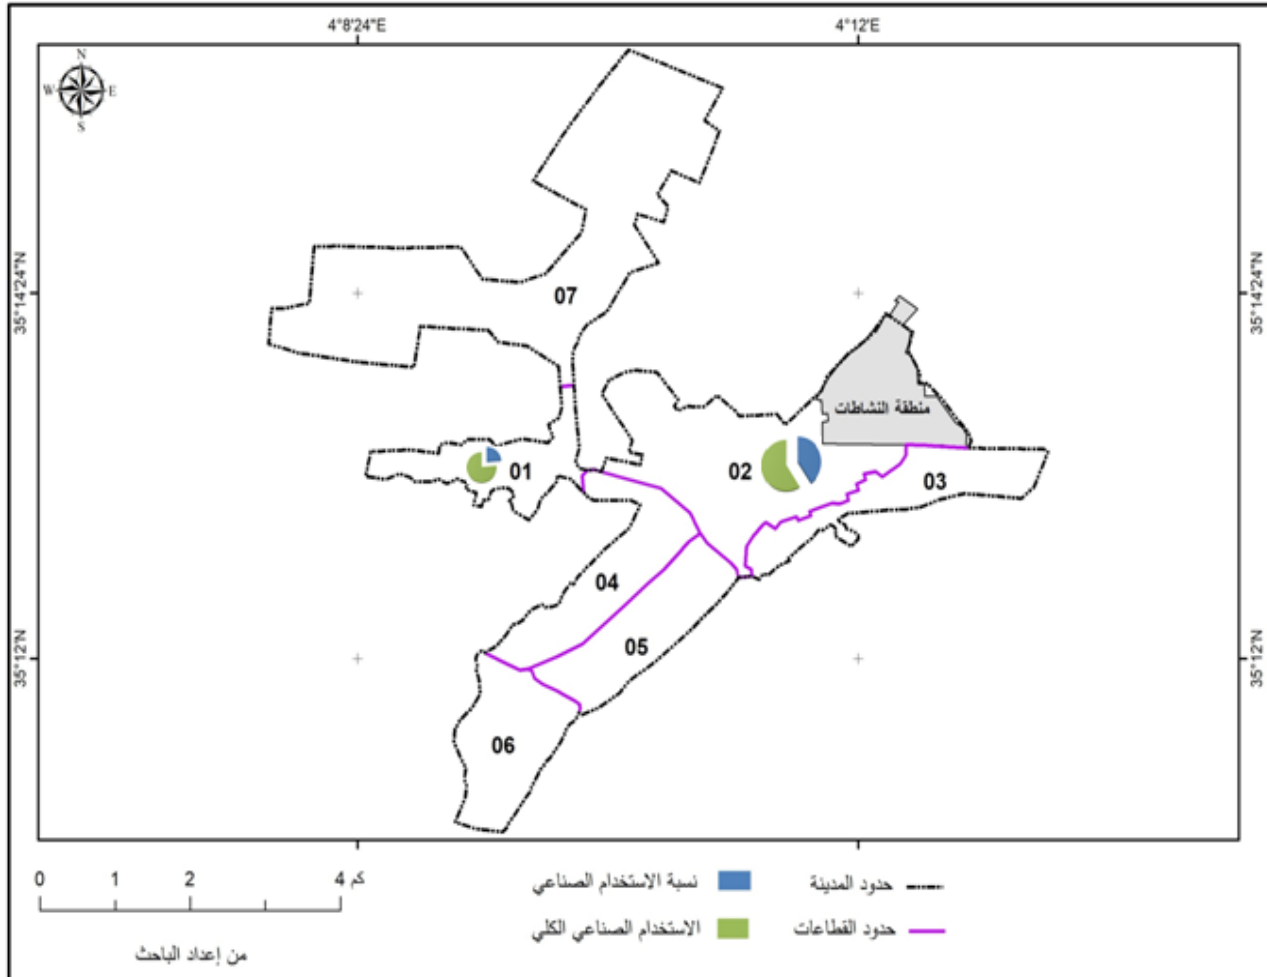 4°8'24"E
4°12'E
N
W
E
S
35°14'24"N
35°14'24"N
07
منطقة النشاطات
01
02
03
04
05
06
35°12'N
35°12'N
0 1 2 4 كم
نسبة الاستخدام الصناعي
حدود المدينة
الاستخدام الصناعي الكلي
حدود القطاعات
من إعداد الباحث